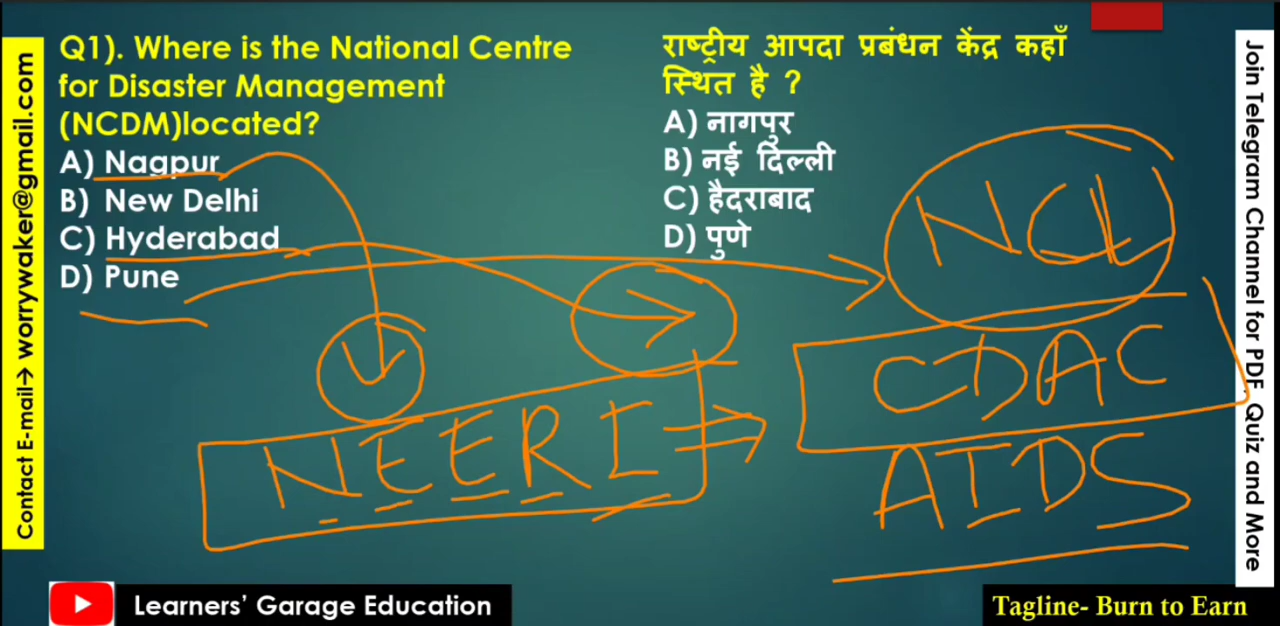 Q1). Where is the National Centre
for Disaster Management
(NCDM)located?
A) Nagpur
B) New Delhi
C) Hyderabad
D) Pune
राष्ट्रीय आपदा प्रबंधन केंद्र कहाँ
स्थित है ?
A) नागपुर
B) नई दिल्ली
C) हैदराबाद
D) पुणे
NCL
CDAC
NEERI
AIDS
Contact E-mail→ worrywaker@gmail.com
Join Telegram Channel for PDF, Quiz and More
Learners' Garage Education
Tagline- Burn to Earn